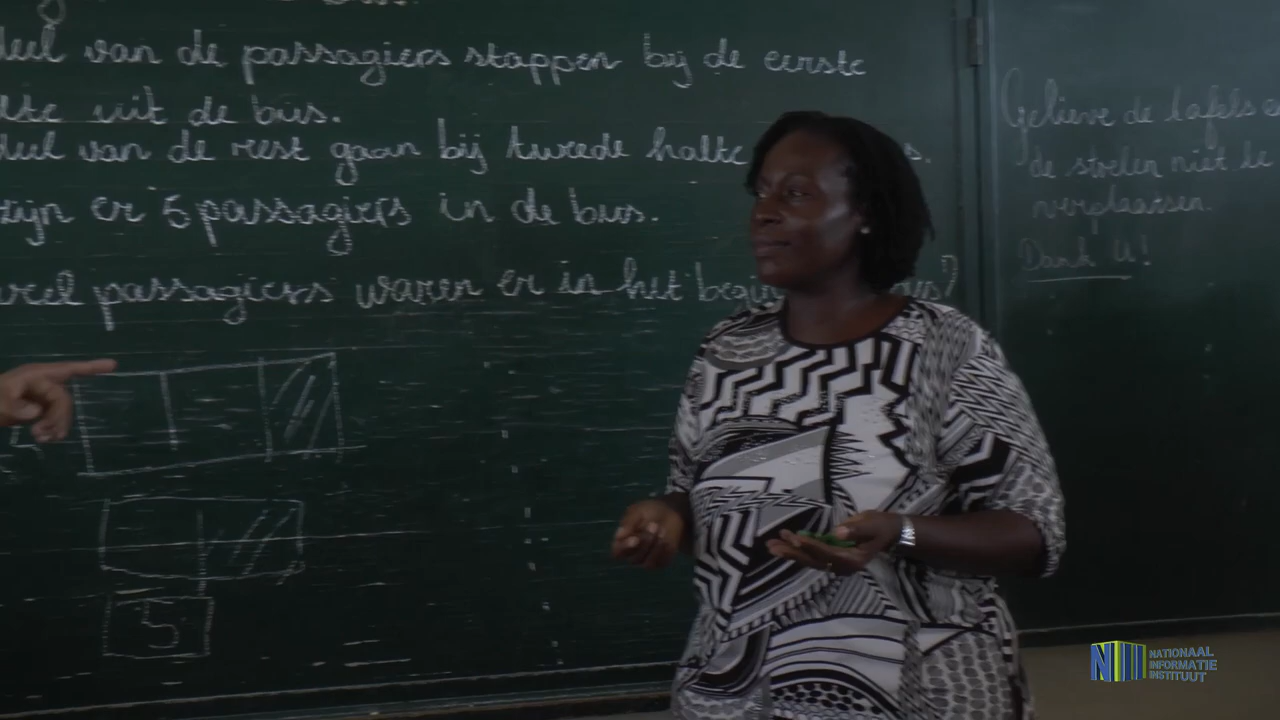 deel van de passagiers stappen bij de eerste
uit de bus.
deel van de rest gaan bij tweede halte
zijn er 5 passagiers in de bus.
passagiers waren er in het begin
5
Gelieve de tafels en
de stoelen niet te
verplaatsen.
Dank U!
NATIONAAL
INFORMATIE
INSTITUUT